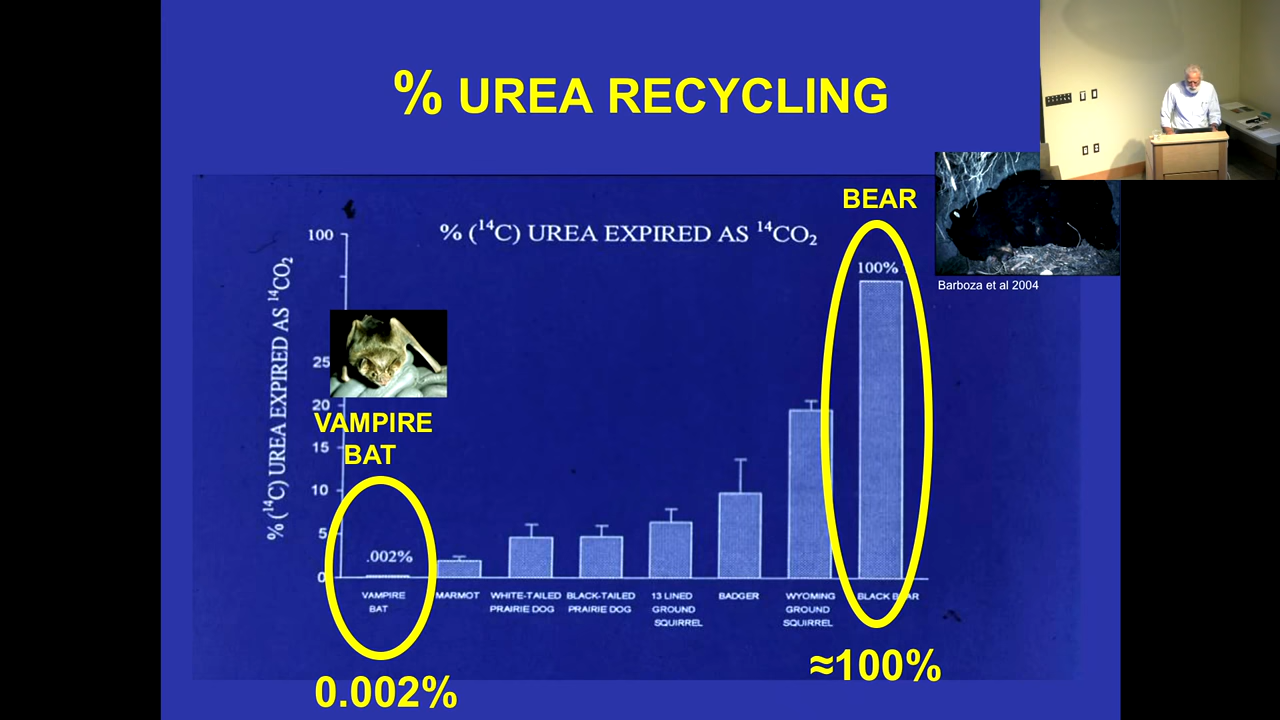 % UREA RECYCLING
BEAR
% (¹⁴C) UREA EXPIRED AS ¹⁴CO₂
100
100%
Barboza et al 2004
% (¹⁴C) UREA EXPIRED AS ¹⁴CO₂
25
20
15
10
5
0
VAMPIRE
BAT
.002%
VAMPIRE
BAT
MARMOT
WHITE-TAILED
PRAIRIE DOG
BLACK-TAILED
PRAIRIE DOG
13 LINED
GROUND
SQUIRREL
BADGER
WYOMING
GROUND
SQUIRREL
BLACK BEAR
≈100%
0.002%